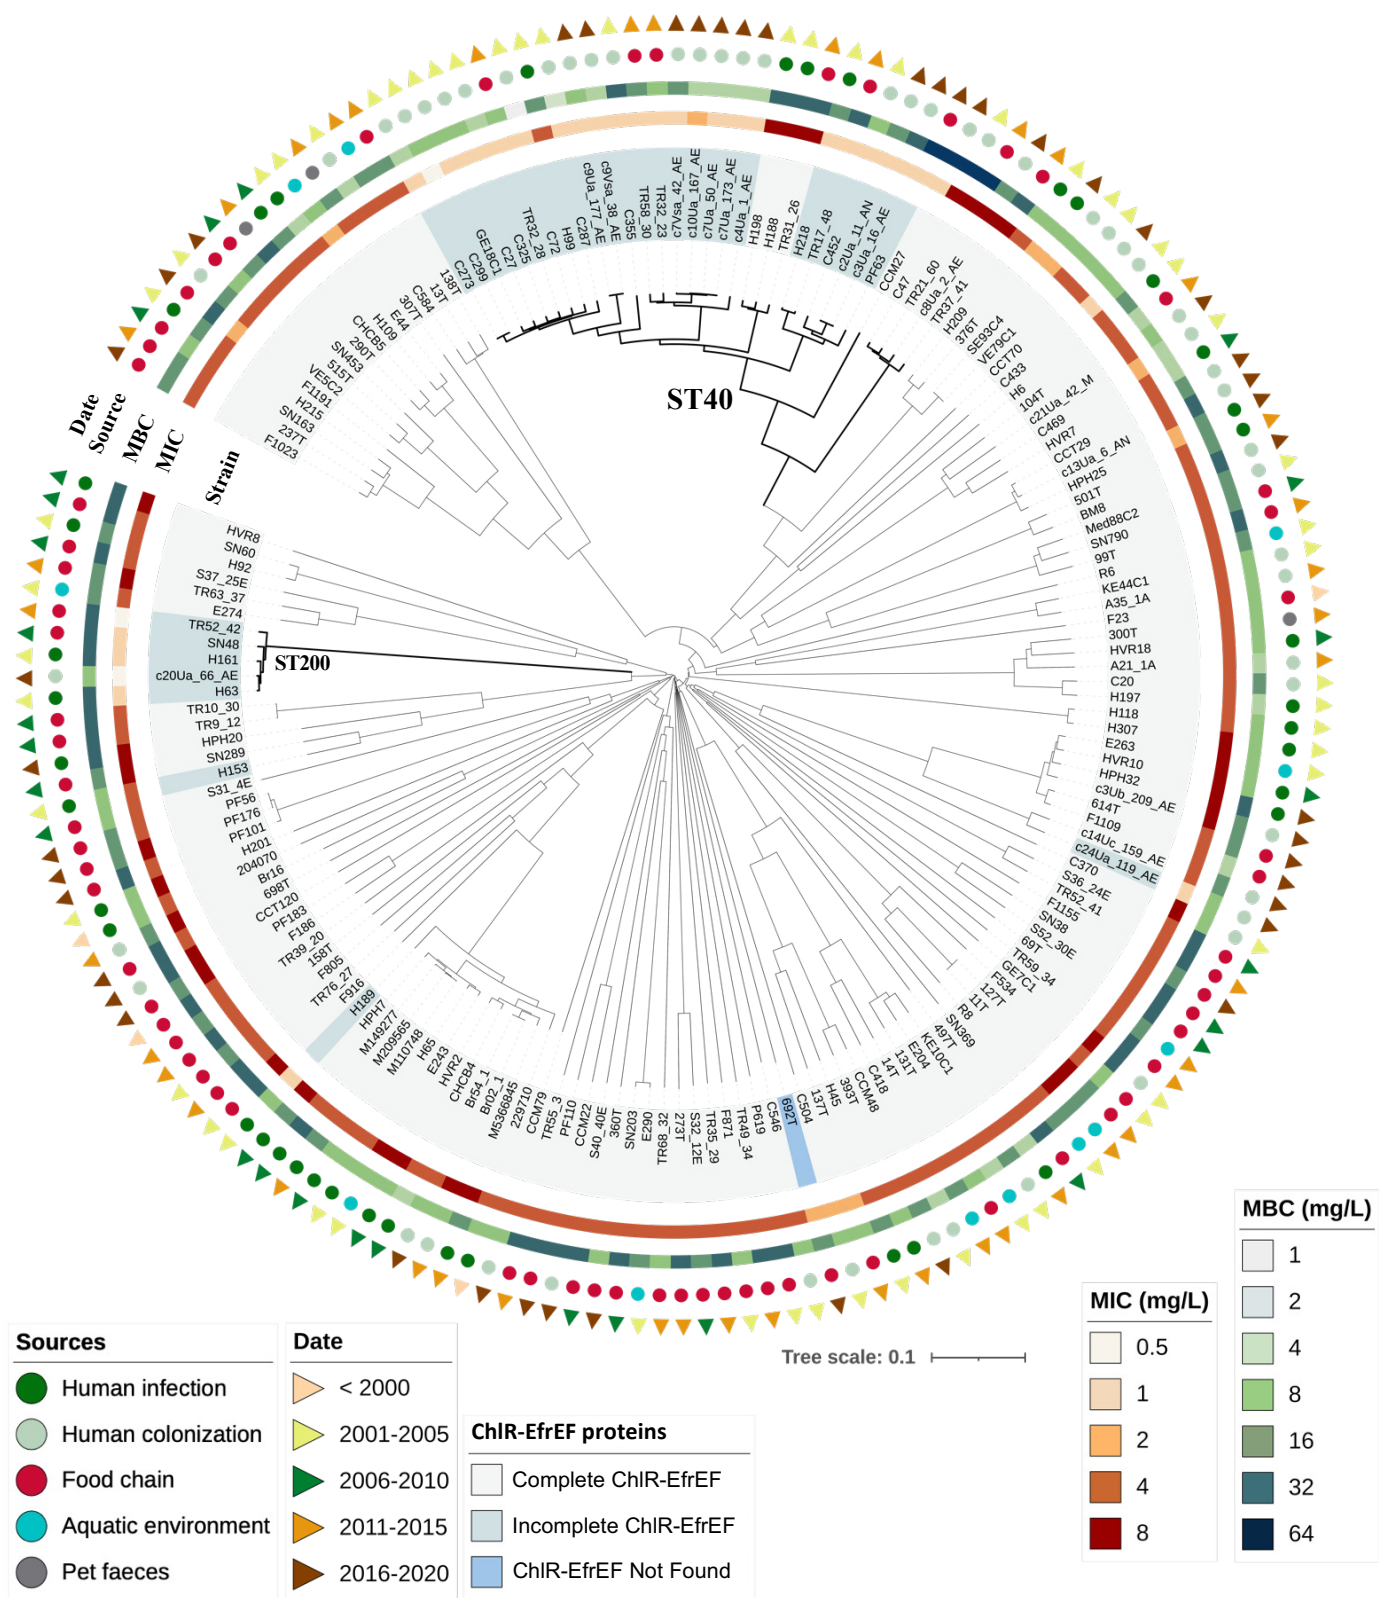 Date
Source
MBC
MIC
Strain
F1023
237T
SN163
H215
F1191
VE5C2
515T
SN453
290T
CHCB5
H109
E44
307T
C584
13T
138T
C273
C299
GE18C1
C27
C325
TR32_28
C72
H99
C287
c9Ua_177_AE
c9Vsa_38_AE
C355
TR58_30
TR32_23
c7Vsa_42_AE
c10Ua_167_AE
c7Ua_50_AE
c7Ua_173_AE
c4Ua_1_AE
H198
H188
TR31_26
H218
TR17_48
C452
c2Ua_11_AN
c3Ua_16_AE
PF63
CCM27
C47
TR21_60
c8Ua_2_AE
TR37_41
H209
376T
SE93C4
VE79C1
CCT70
C433
H6
104T
c21Ua_42_M
C469
HVR7
CCT29
c13Ua_6_AN
HPH25
501T
BM8
Med88C2
SN790
99T
R6
KE44C1
A35_1A
F23
300T
HVR18
A21_1A
C20
H197
H118
H307
E263
HVR10
HPH32
c3Ub_209_AE
614T
F1109
c14Uc_159_AE
c24Ua_119_AE
C370
S36_24E
TR52_41
F1155
SN38
S52_30E
69T
TR59_34
GE7C1
F534
127T
11T
R8
SN369
497T
KE10C1
E204
131T
14T
C418
CCM48
393T
H45
137T
C504
692T
C546
P619
TR49_34
F871
TR35_29
S32_12E
273T
TR68_32
E290
SN203
360T
S40_40E
CCM22
PF110
TR55_3
CCM79
229710
M5366845
Br02_1
Br54_1
CHCB4
HVR2
E243
H65
M110748
M209565
M149277
HPH7
H189
F916
TR76_27
F805
158T
TR39_20
F186
PF183
CCT120
698T
Br16
204070
H201
PF101
PF176
PF56
S31_4E
H153
SN289
HPH20
TR9_12
TR10_30
H63
c20Ua_66_AE
H161
SN48
TR52_42
E274
TR63_37
S37_25E
H92
SN60
HVR8
ST40
ST200
Tree scale: 0.1
Sources
Human infection
Human colonization
Food chain
Aquatic environment
Pet faeces
Date
< 2000
2001-2005
2006-2010
2011-2015
2016-2020
ChlR-EfrEF proteins
Complete ChlR-EfrEF
Incomplete ChlR-EfrEF
ChlR-EfrEF Not Found
MIC (mg/L)
0.5
1
2
4
8
MBC (mg/L)
1
2
4
8
16
32
64